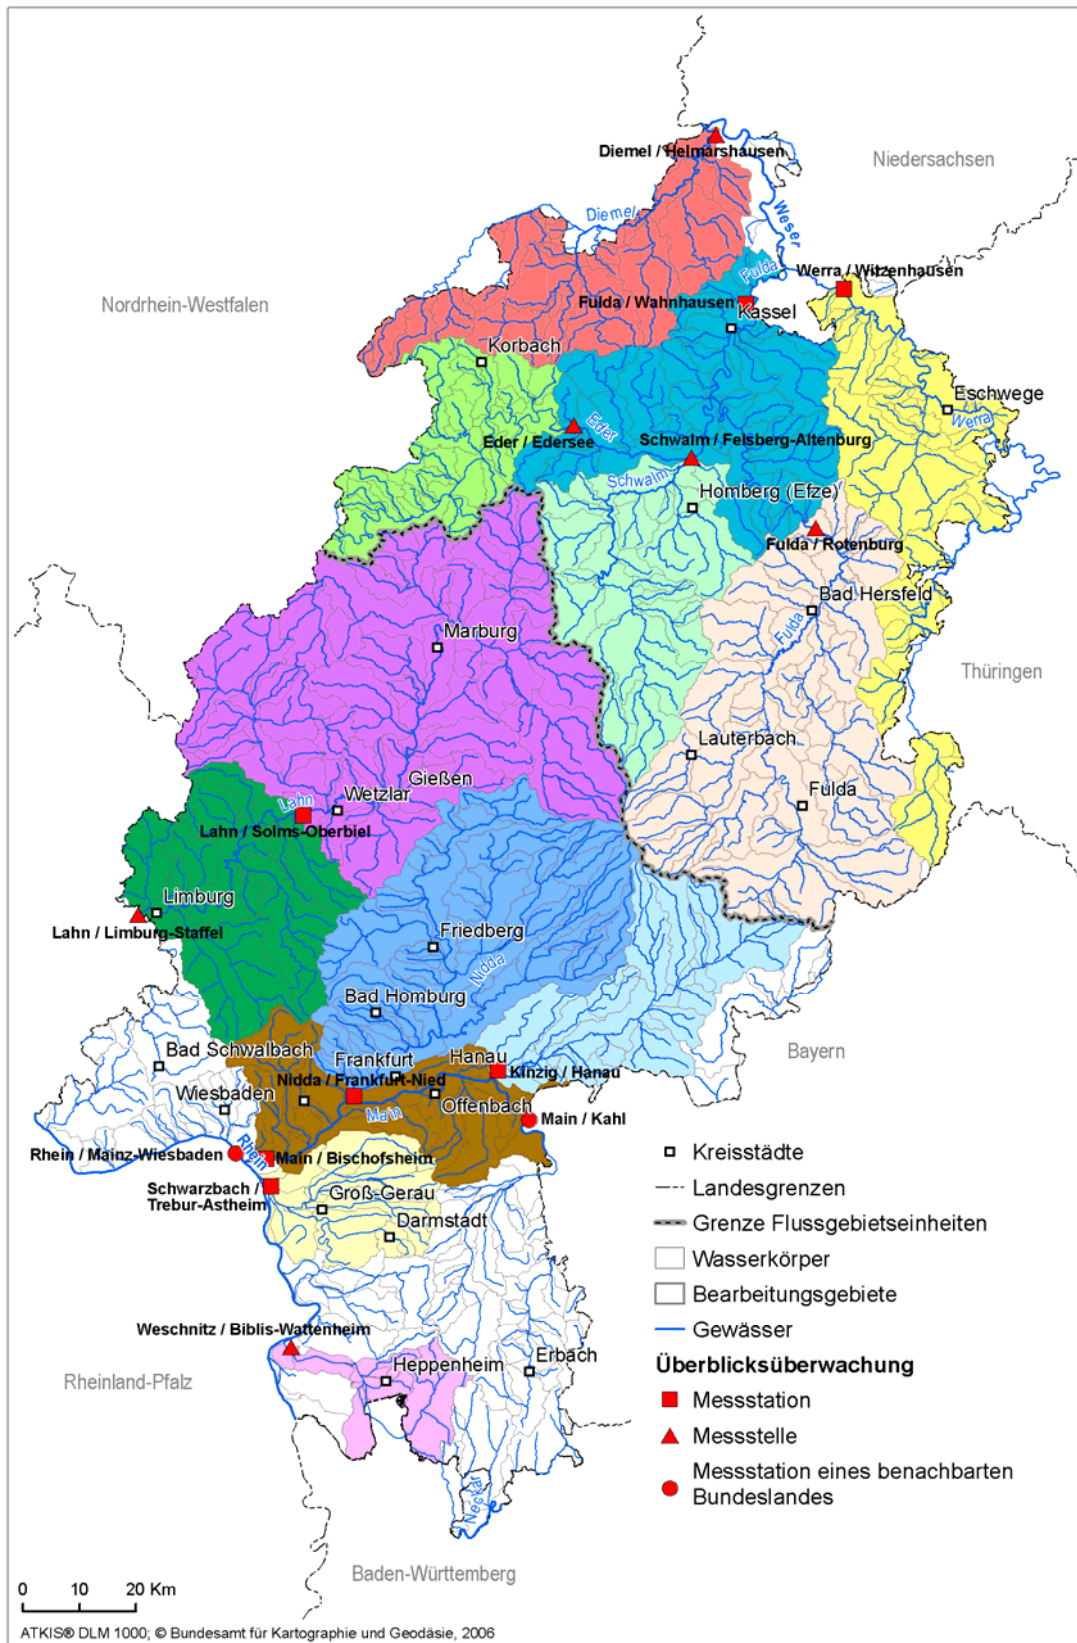 Diemel / Helmarshausen
Niedersachsen
Diemel
Weser
Fulda
Werra / Witzenhausen
Nordrhein-Westfalen
Fulda / Wahnhausen
Kassel
Korbach
Eschwege
Werra
Eder
Eder / Edersee
Schwalm / Felsberg-Altenburg
Schwalm
Homberg (Efze)
Fulda / Rotenburg
Bad Hersfeld
Fulda
Marburg
Thüringen
Lauterbach
Gießen
Wetzlar
Lahn
Fulda
Lahn / Solms-Oberbiel
Limburg
Lahn / Limburg-Staffel
Friedberg
Nidda
Bad Homburg
Bad Schwalbach
Frankfurt
Hanau
Bayern
Kinzig / Hanau
Nidda / Frankfurt-Nied
Wiesbaden
Offenbach
Main
Main / Kahl
Rhein / Mainz-Wiesbaden
Rhein
Main / Bischofsheim
Schwarzbach /
Trebur-Astheim
Groß-Gerau
Darmstadt
Weschnitz / Biblis-Wattenheim
Heppenheim
Erbach
Rheinland-Pfalz
Neckar
Baden-Württemberg
Kreisstädte
Landesgrenzen
Grenze Flussgebietseinheiten
Wasserkörper
Bearbeitungsgebiete
Gewässer
Überblicksüberwachung
Messstation
Messstelle
Messstation eines benachbarten
Bundeslandes
0 10 20 Km
ATKIS® DLM 1000; © Bundesamt für Kartographie und Geodäsie, 2006